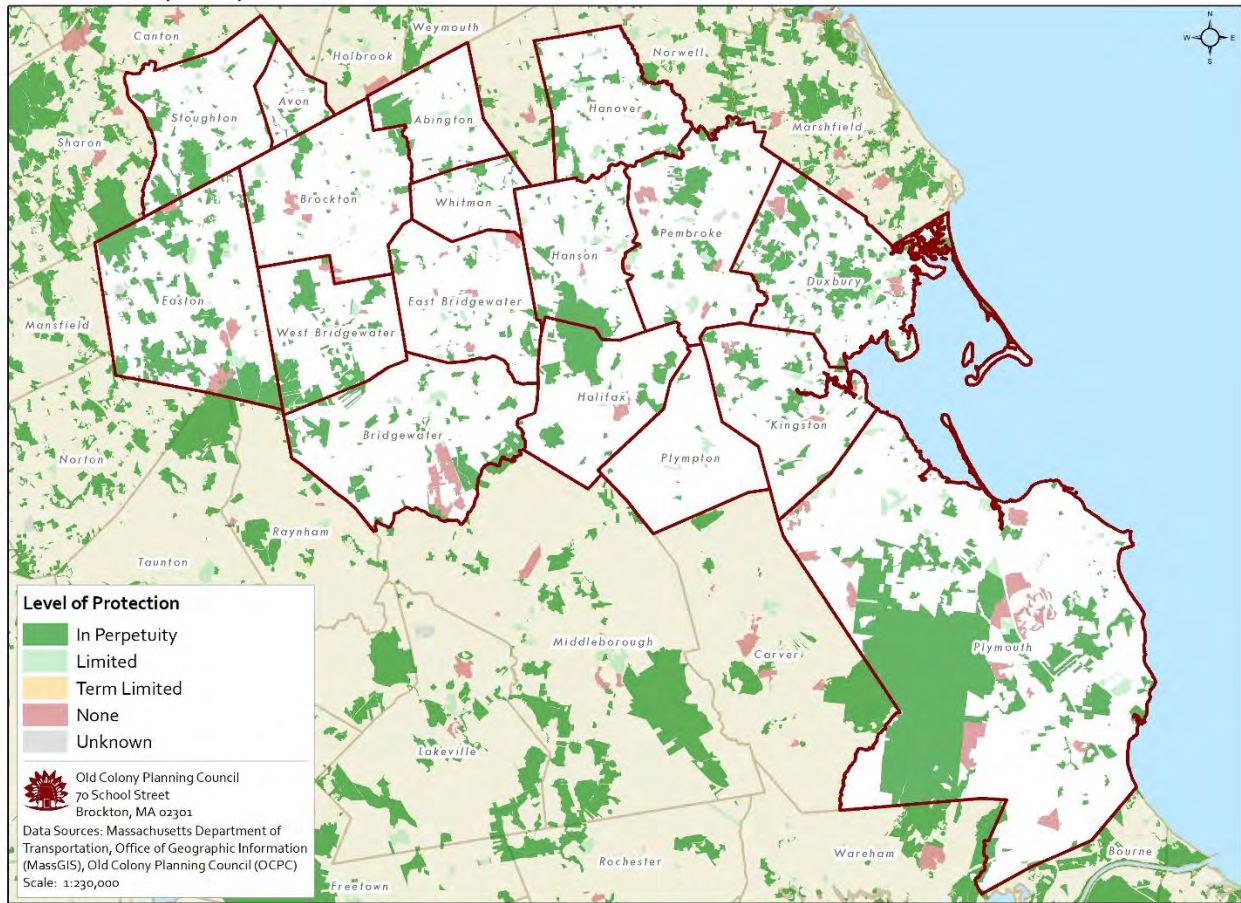 Canton
Weymouth
Holbrook
Norwell
N
W E
S
Avon
Stoughton
Abington
Hanover
Marshfield
Sharon
Brockton
Whitman
Pembroke
Hanson
Duxbury
Easton
East Bridgewater
Mansfield
West Bridgewater
Halifax
Bridgewater
Kingston
Norton
Plympton
Raynham
Taunton
Middleborough
Carver
Plymouth
Lakeville
Rochester
Wareham
Bourne
Freetown
Level of Protection
In Perpetuity
Limited
Term Limited
None
Unknown
Old Colony Planning Council
70 School Street
Brockton, MA 02301
Data Sources: Massachusetts Department of
Transportation, Office of Geographic Information
(MassGIS), Old Colony Planning Council (OCPC)
Scale: 1:230,000